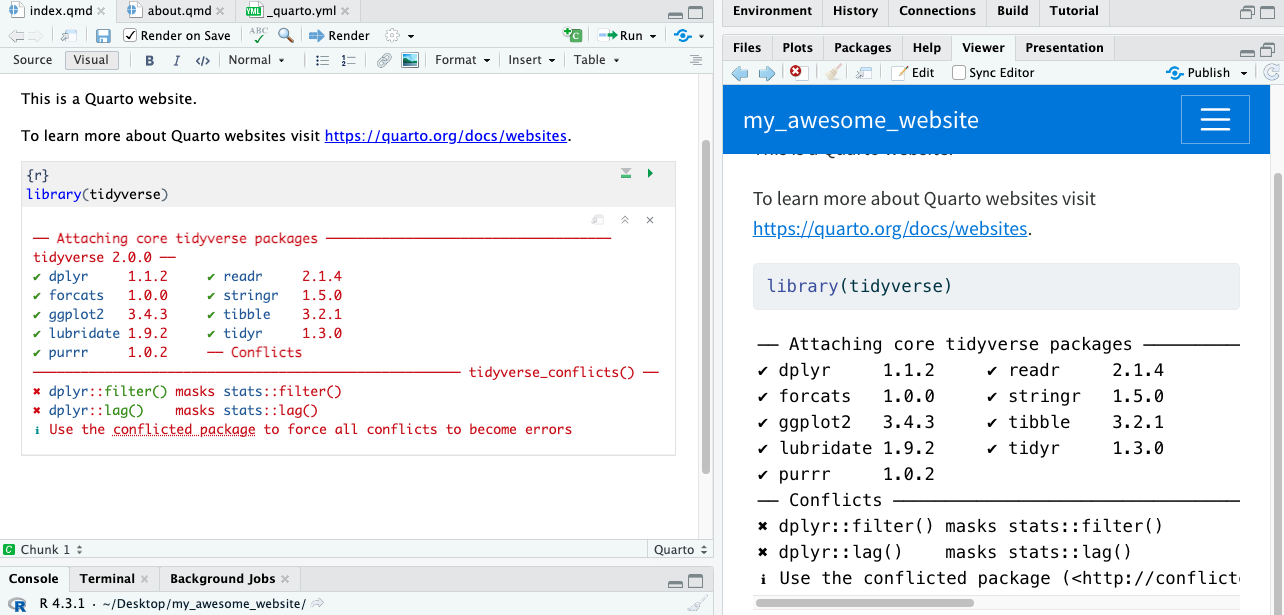 index.qmd
about.qmd
_quarto.yml
Render on Save
ABC
Render
Run
Source
Visual
B
I
</>
Normal
Format
Insert
Table
This is a Quarto website.
To learn more about Quarto websites visit https://quarto.org/docs/websites.
{r}
library(tidyverse)
── Attaching core tidyverse packages ────────────────────────────────────
tidyverse 2.0.0 ──
✔ dplyr     1.1.2     ✔ readr     2.1.4
✔ forcats   1.0.0     ✔ stringr   1.5.0
✔ ggplot2   3.4.3     ✔ tibble    3.2.1
✔ lubridate 1.9.2     ✔ tidyr     1.3.0
✔ purrr     1.0.2     ── Conflicts
────────────────────────────────────────────────────── tidyverse_conflicts() ──
✖ dplyr::filter() masks stats::filter()
✖ dplyr::lag()    masks stats::lag()
ℹ Use the conflicted package to force all conflicts to become errors
C Chunk 1
Quarto
Console
Terminal
Background Jobs
R 4.3.1 · ~/Desktop/my_awesome_website/
Environment
History
Connections
Build
Tutorial
Files
Plots
Packages
Help
Viewer
Presentation
Edit
Sync Editor
Publish
my_awesome_website
This is a Quarto website.
To learn more about Quarto websites visit
https://quarto.org/docs/websites.
library(tidyverse)
── Attaching core tidyverse packages ─────────
✔ dplyr     1.1.2     ✔ readr     2.1.4
✔ forcats   1.0.0     ✔ stringr   1.5.0
✔ ggplot2   3.4.3     ✔ tibble    3.2.1
✔ lubridate 1.9.2     ✔ tidyr     1.3.0
✔ purrr     1.0.2
── Conflicts ─────────────────────────────────
✖ dplyr::filter() masks stats::filter()
✖ dplyr::lag()    masks stats::lag()
ℹ Use the conflicted package (<http://conflict